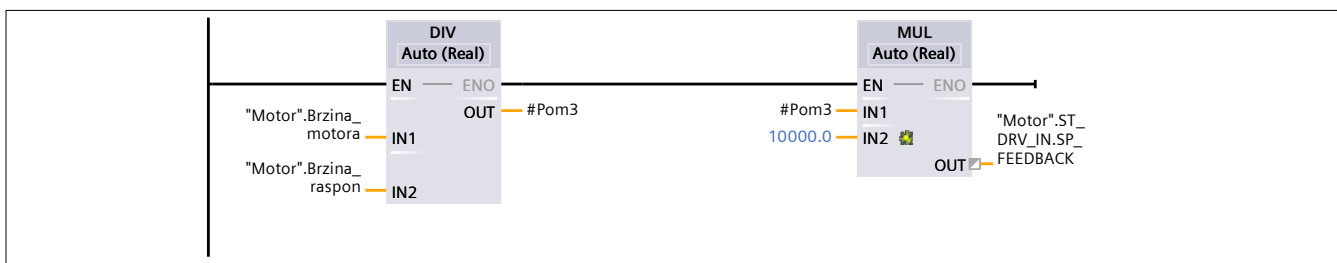 DIV
Auto (Real)
EN
ENO
"Motor".Brzina_
motora
IN1
OUT
#Pom3
"Motor".Brzina_
raspon
IN2
MUL
Auto (Real)
EN
ENO
#Pom3
IN1
10000.0
IN2
OUT
"Motor".ST_
DRV_IN.SP_
FEEDBACK